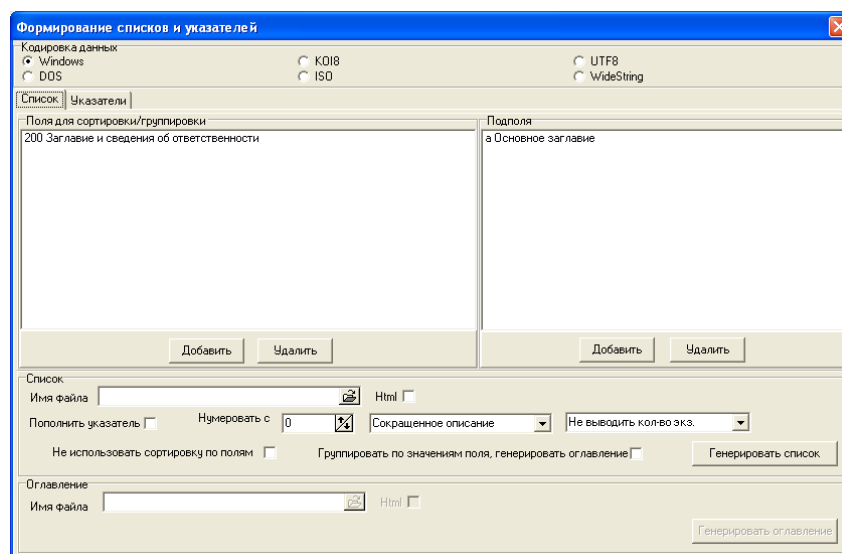 Формирование списков и указателей
Кодировка данных
Windows KOI8 UTF8
DOS ISO WideString
Список Указатели
Поля для сортировки/группировки Подполя
200 Заглавие и сведения об ответственности а Основное заглавие
Добавить Удалить Добавить Удалить
Список
Имя файла Html
Пополнить указатель Нумеровать с 0 Сокращенное описание Не выводить кол-во экз.
Не использовать сортировку по полям Группировать по значениям поля, генерировать оглавление Генерировать список
Оглавление
Имя файла Html
Генерировать оглавление